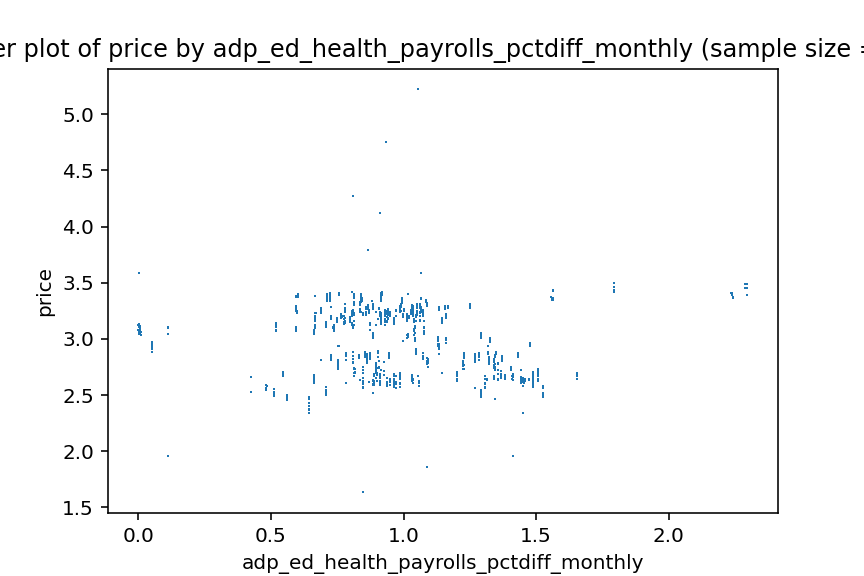 er plot of price by adp_ed_health_payrolls_pctdiff_monthly (sample size =
5.0
4.5
4.0
3.5
3.0
2.5
2.0
1.5
price
0.0 0.5 1.0 1.5 2.0
adp_ed_health_payrolls_pctdiff_monthly